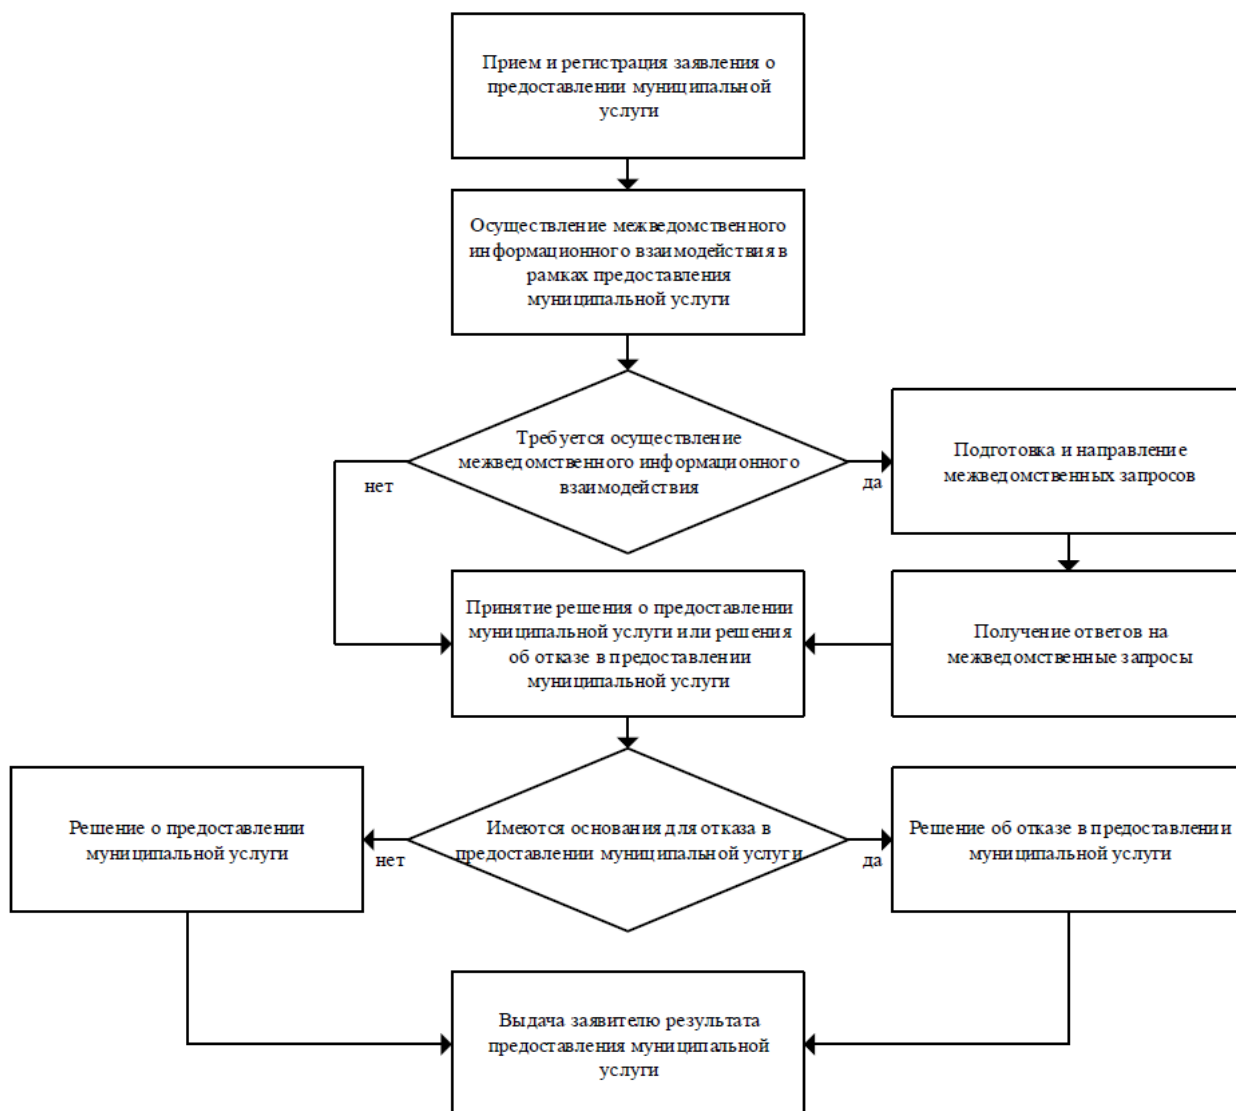 Прием и регистрация заявления о
предоставлении муниципальной
услуги
Осуществление межведомственного
информационного взаимодействия в
рамках предоставления
муниципальной услуги
Требуется осуществление
межведомственного информационного
взаимодействия
нет
да
Подготовка и направление
межведомственных запросов
Принятие решения о предоставлении
муниципальной услуги или решения
об отказе в предоставлении
муниципальной услуги
Получение ответов на
межведомственные запросы
Решение о предоставлении
муниципальной услуги
нет
Имеются основания для отказа в
предоставлении муниципальной услуги
да
Решение об отказе в предоставлении
муниципальной услуги
Выдача заявителю результата
предоставления муниципальной
услуги